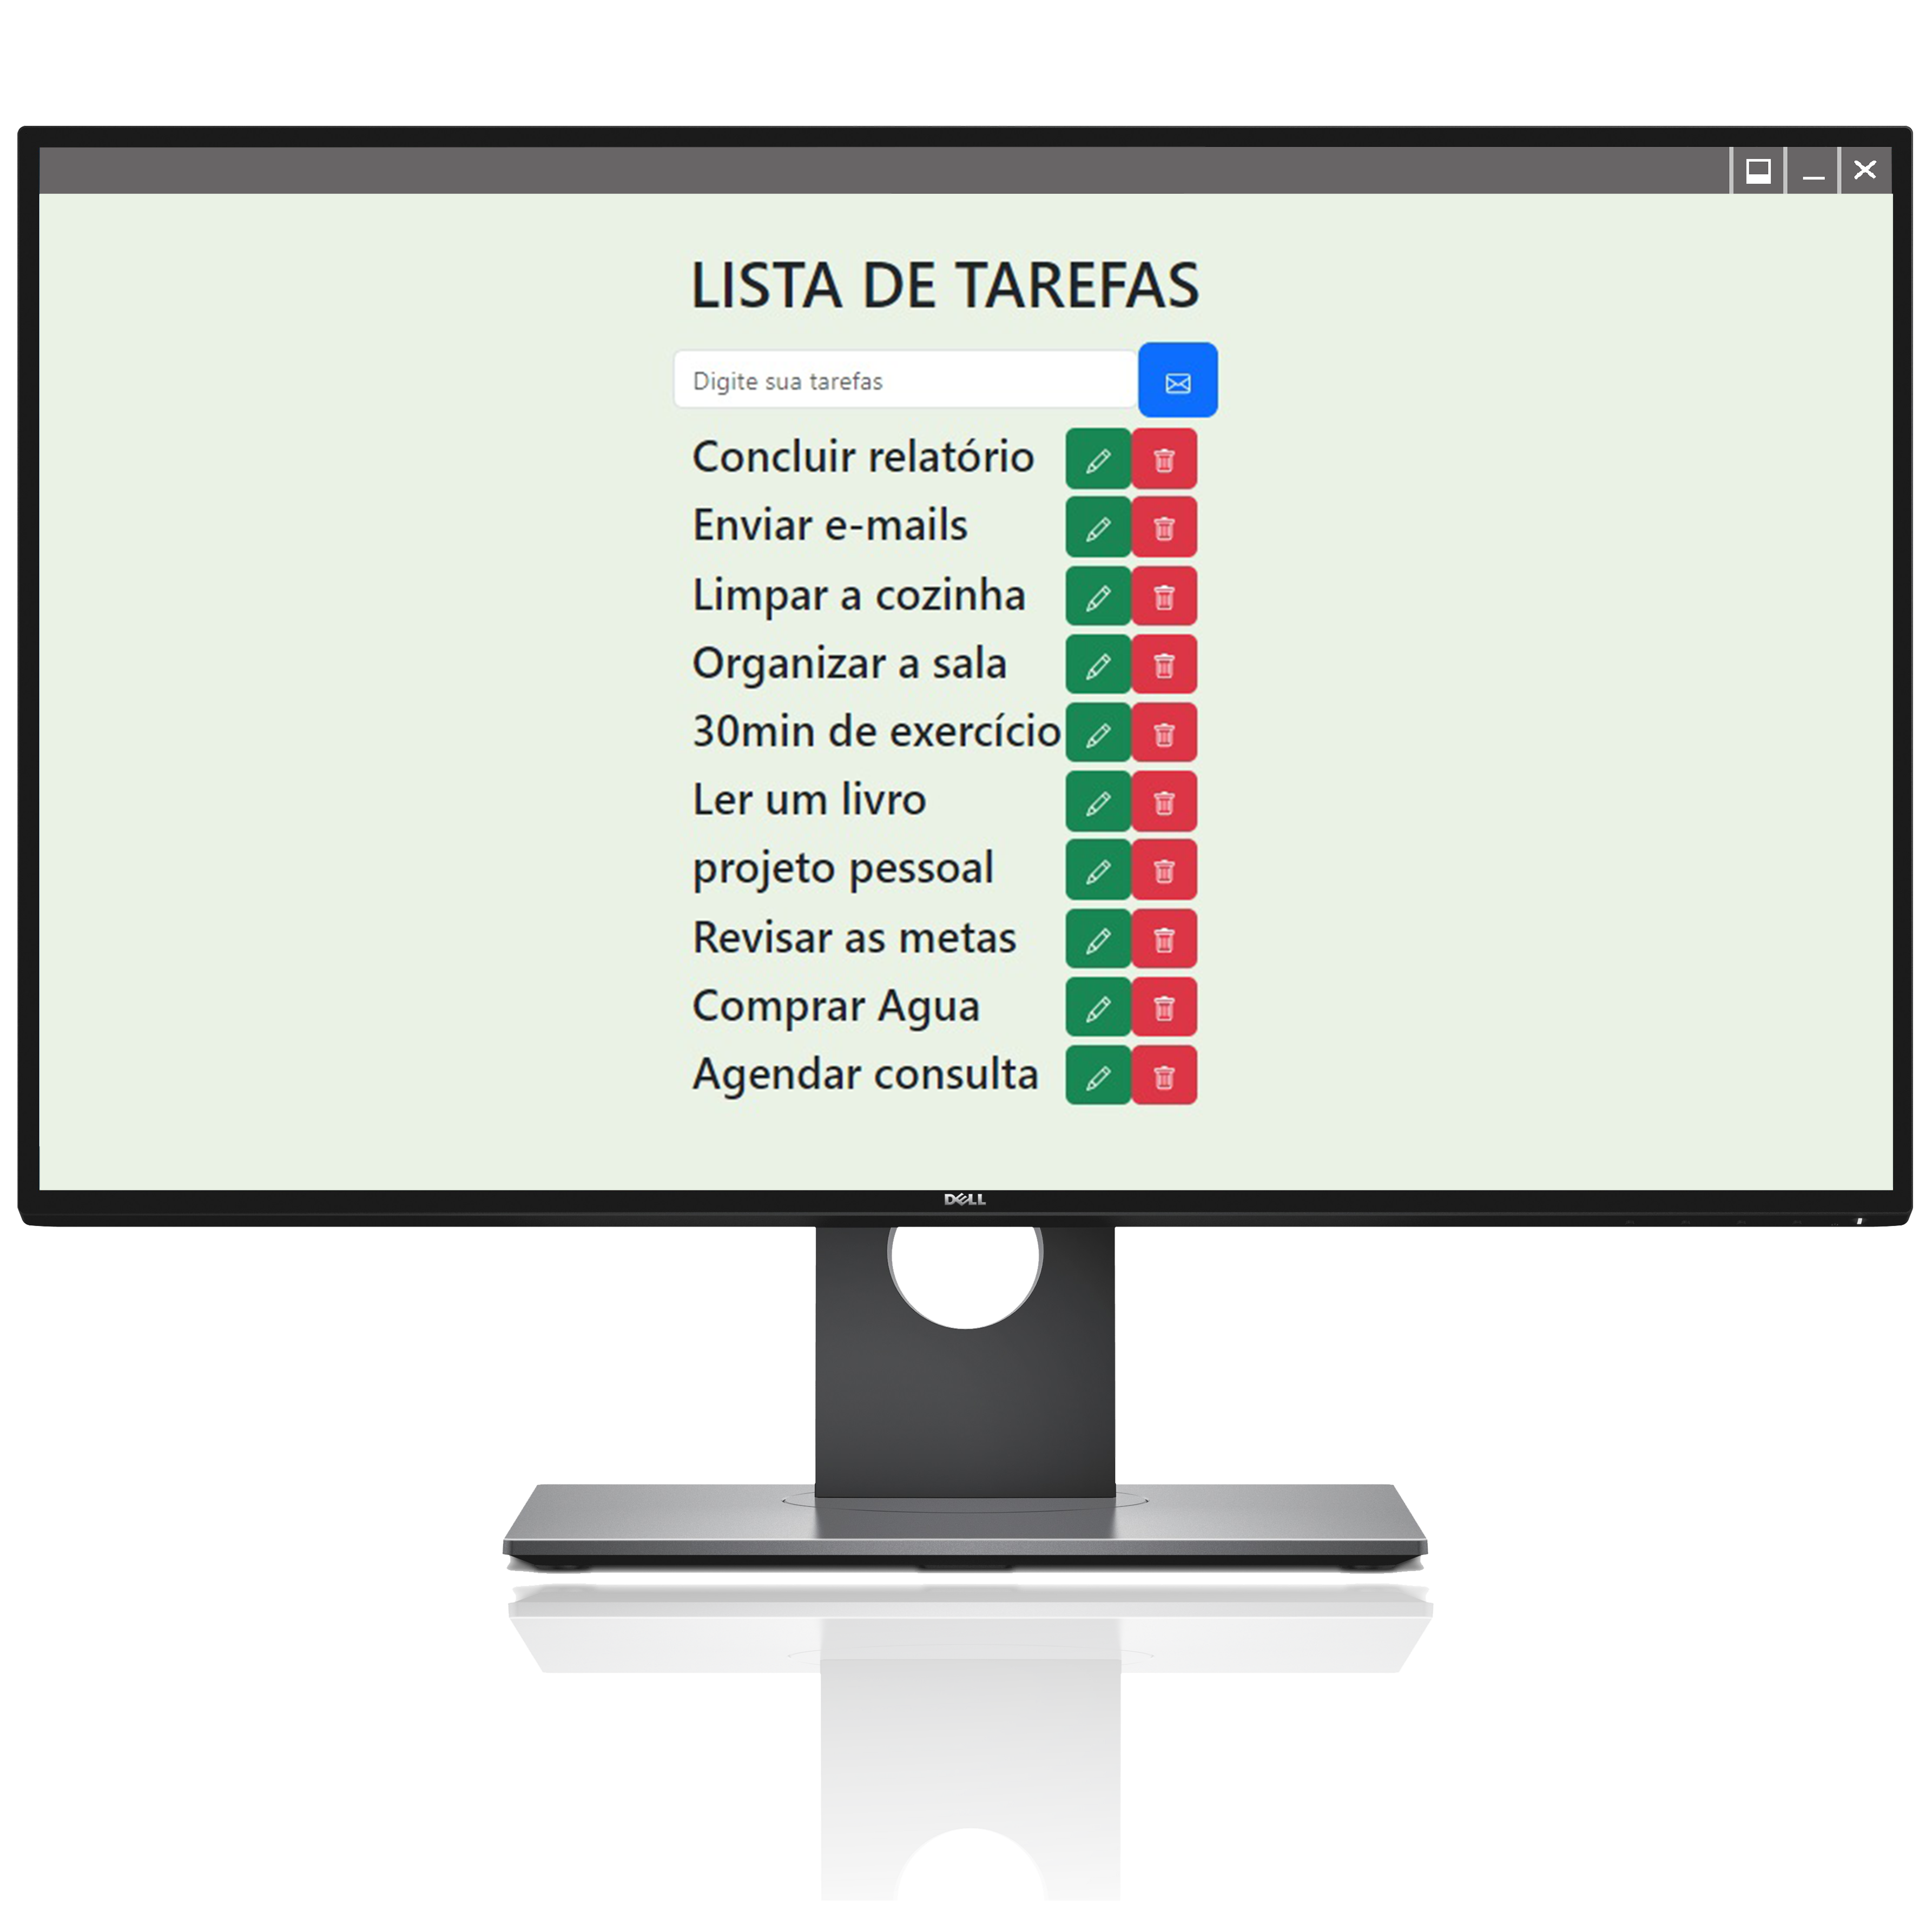 LISTA DE TAREFAS
Digite sua tarefas
Concluir relatório
Enviar e-mails
Limpar a cozinha
Organizar a sala
30min de exercício
Ler um livro
projeto pessoal
Revisar as metas
Comprar Agua
Agendar consulta
DELL